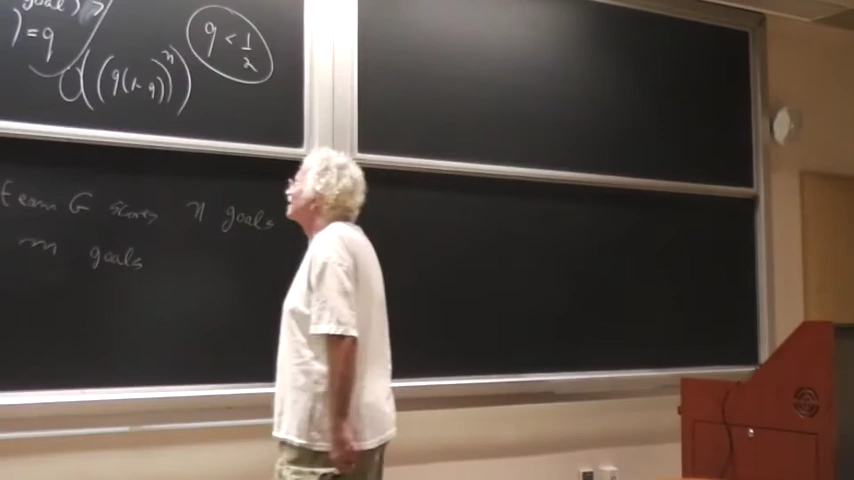 goal) =
) = q
q < 1/2
O((q(1-q))^n)
team G scores n goals
m goals